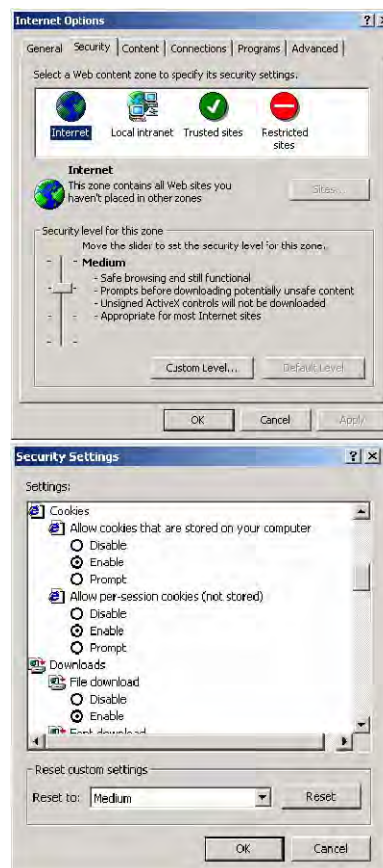 Internet Options
General Security Content Connections Programs Advanced
Select a Web content zone to specify its security settings.
Internet Local intranet Trusted sites Restricted sites
Internet
This zone contains all Web sites you
haven't placed in other zones
Sites...
Security level for this zone
Move the slider to set the security level for this zone.
Medium
- Safe browsing and still functional
- Prompts before downloading potentially unsafe content
- Unsigned ActiveX controls will not be downloaded
- Appropriate for most Internet sites
Custom Level... Default Level
OK Cancel Apply
Security Settings
Settings:
Cookies
Allow cookies that are stored on your computer
Disable
Enable
Prompt
Allow per-session cookies (not stored)
Disable
Enable
Prompt
Downloads
File download
Disable
Enable
Font download
Reset custom settings
Reset to: Medium Reset
OK Cancel